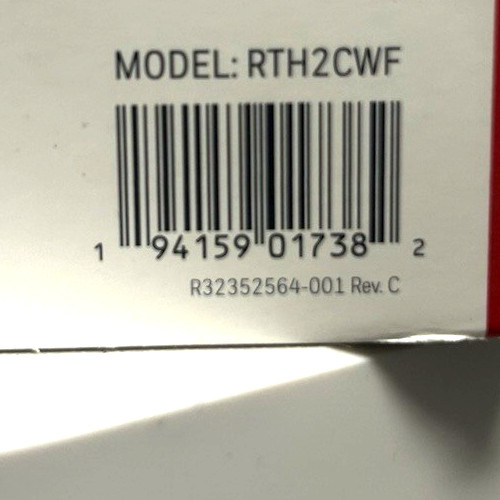 MODEL: RTH2CWF
1 94159 01738 2
R32352564-001 Rev. C